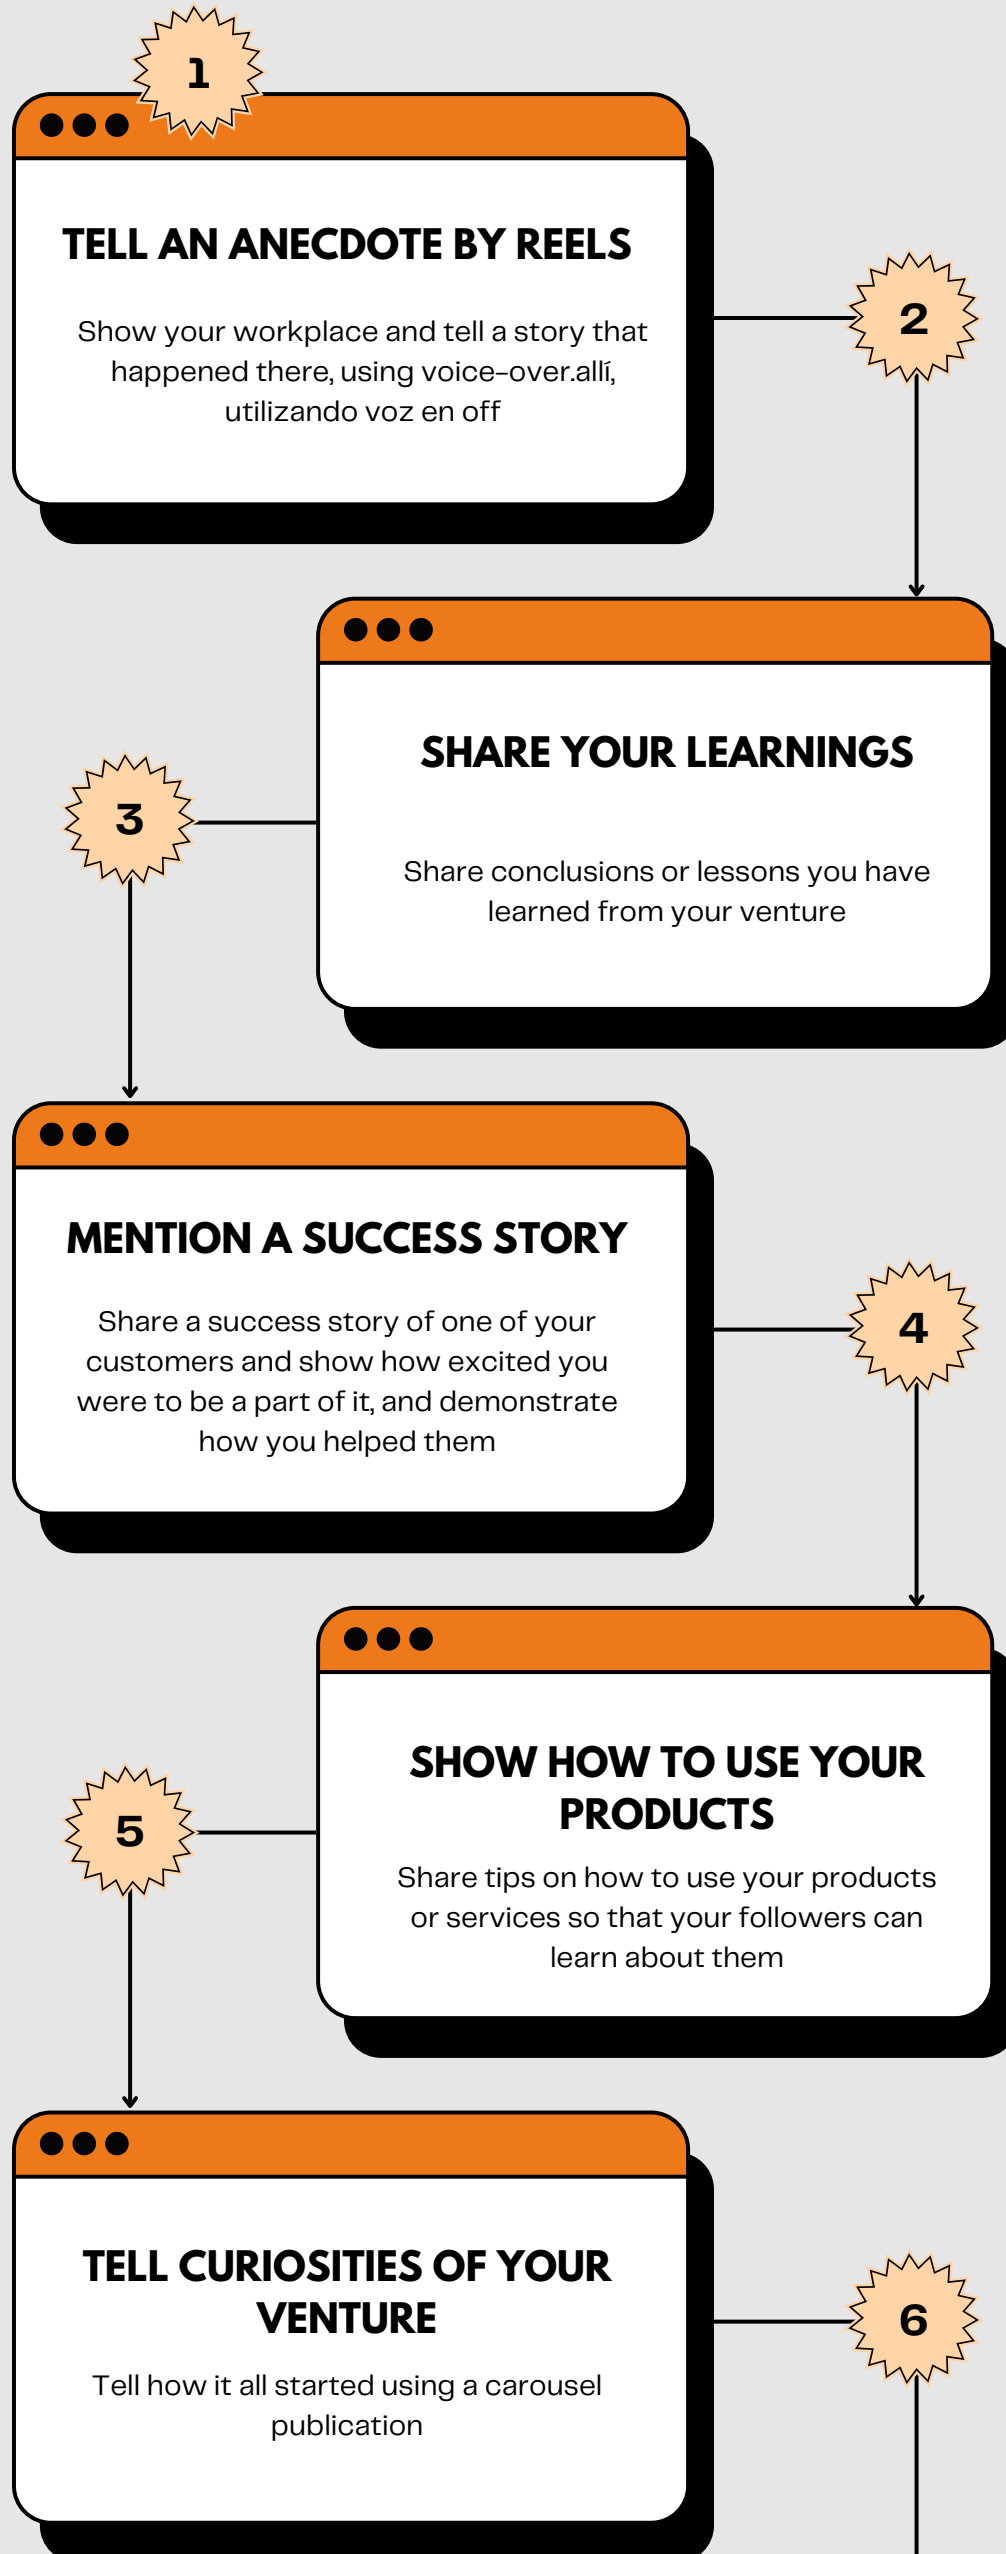 1
TELL AN ANECDOTE BY REELS
Show your workplace and tell a story that
happened there, using voice-over.allí,
utilizando voz en off
2
SHARE YOUR LEARNINGS
Share conclusions or lessons you have
learned from your venture
3
MENTION A SUCCESS STORY
Share a success story of one of your
customers and show how excited you
were to be a part of it, and demonstrate
how you helped them
4
SHOW HOW TO USE YOUR
PRODUCTS
Share tips on how to use your products
or services so that your followers can
learn about them
5
TELL CURIOSITIES OF YOUR
VENTURE
Tell how it all started using a carousel
publication
6